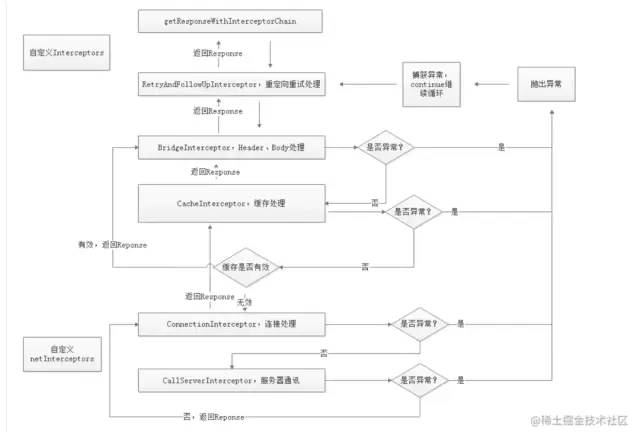 getResponseWithInterceptorChain
自定义Interceptors
返回Response
RetryAndFollowUpInterceptor，重定向重试处理
捕获异常，
continue继
续循环
抛出异常
返回Response
BridgeInterceptor，Header、Body处理
是否异常？
是
返回Response
否
CacheInterceptor，缓存处理
是否异常？
是
有效，返回Reponse
缓存是否有效
否
返回Response
无效
ConnectionInterceptor，连接处理
是否异常？
是
自定义
netInterceptors
否
CallServerInterceptor，服务器通讯
是否异常？
是
否，返回Reponse
@稀土掘金技术社区